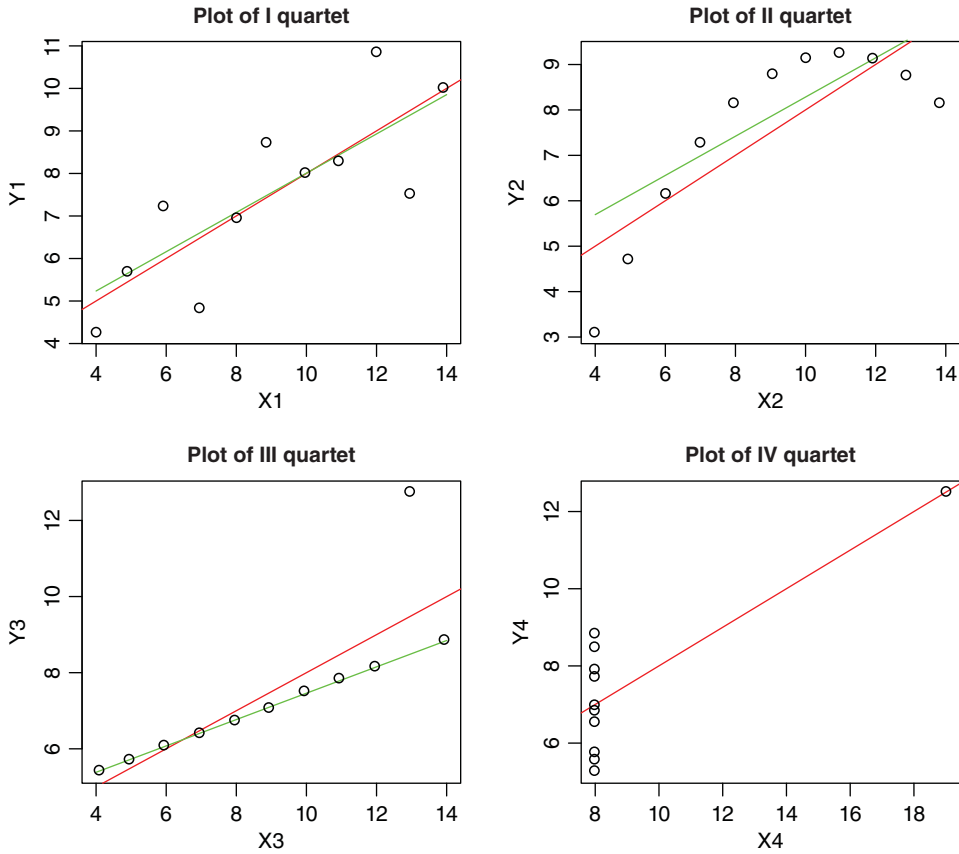 Plot of I quartet
Y1
11
10
9
8
7
6
5
4
4 6 8 10 12 14
X1
Plot of II quartet
Y2
9
8
7
6
5
4
3
4 6 8 10 12 14
X2
Plot of III quartet
Y3
12
10
8
6
4 6 8 10 12 14
X3
Plot of IV quartet
Y4
12
10
8
6
8 10 12 14 16 18
X4